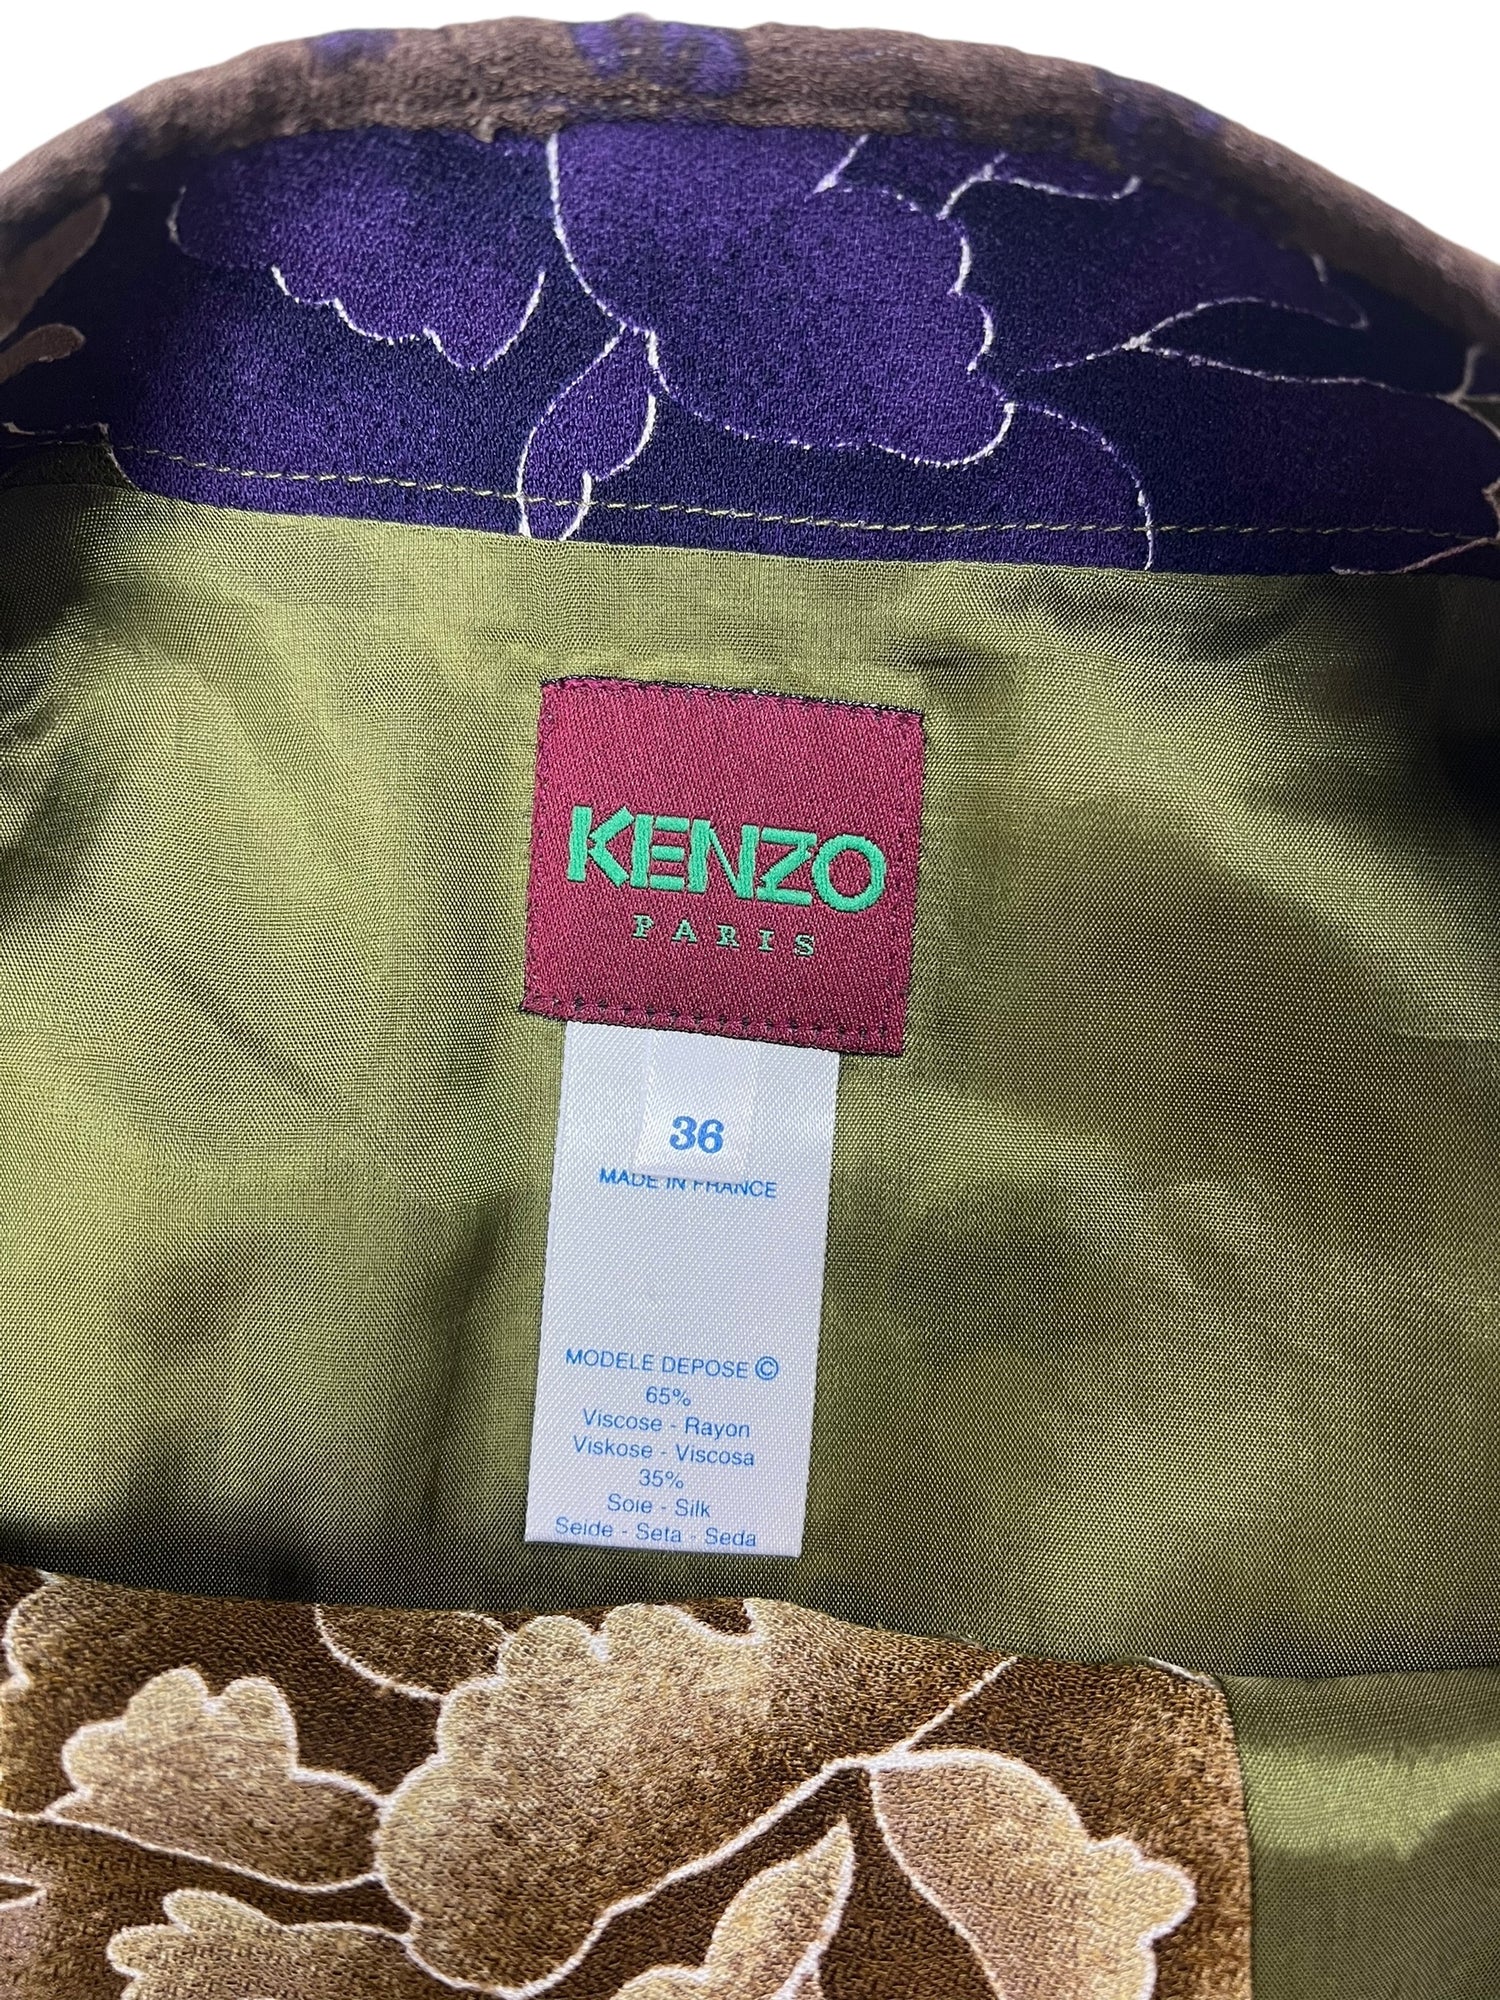 KENZO
PARIS
36
MADE IN FRANCE
MODELE DEPOSE ©
65%
Viscose - Rayon
Viskose - Viscosa
35%
Soie - Silk
Seide - Seta - Seda